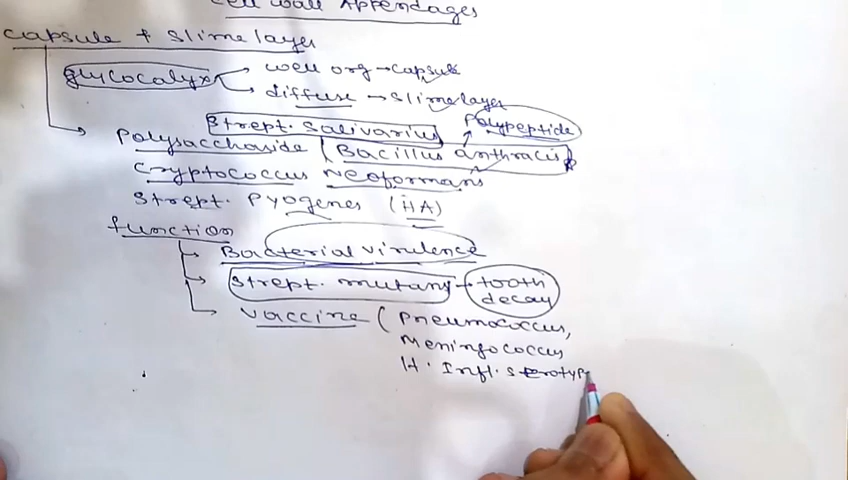 Cell wall Appendages
Capsule + slime layer
glycocalyx
well org → capsule
diffuse → slime layer
Strept. salivarius
Polypeptide
Polysaccharide (Bacillus anthracis)
Cryptococcus Neoformans
Strept. Pyogenes (HA)
function
Bacterial virulence
Strept. mutans → tooth
decay
vaccine (Pneumococcus,
Meningococcus
H. Infl. sterotyp